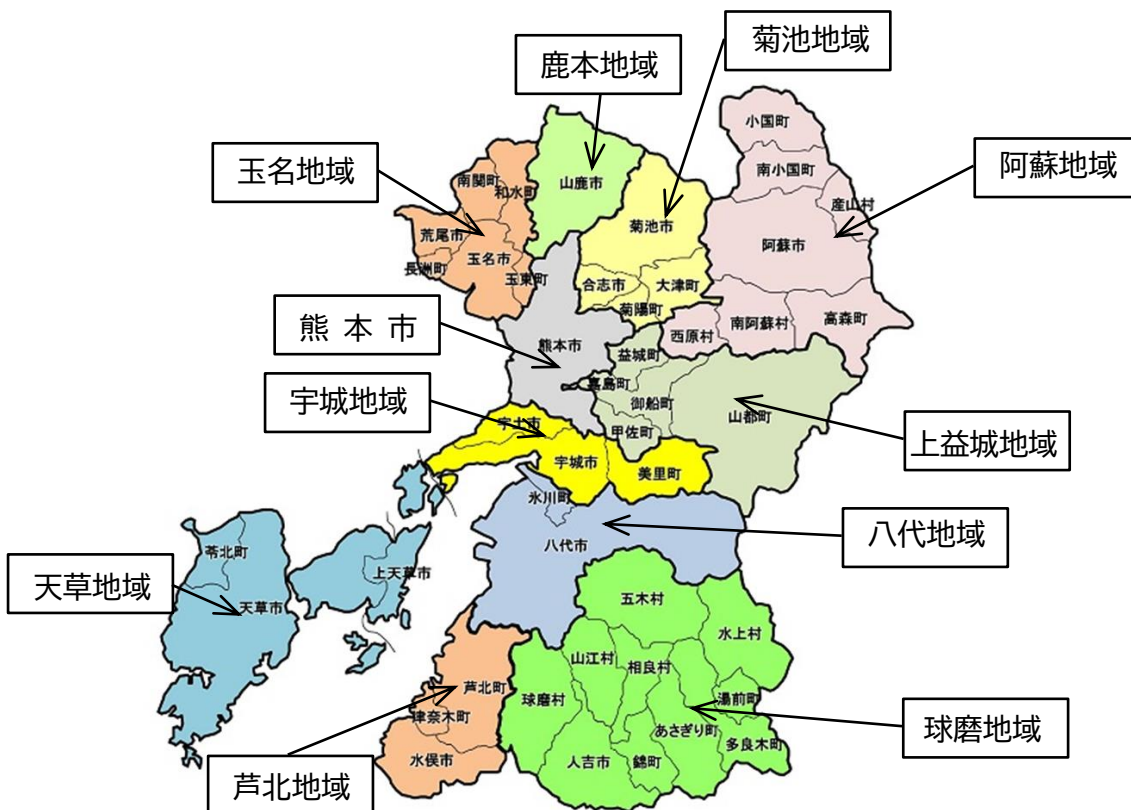 菊池地域
鹿本地域
小国町
玉名地域
南関町
和水町
山鹿市
南小国町
阿蘇地域
産山村
荒尾市
菊池市
阿蘇市
長洲町
玉名市
玉東町
合志市
大津町
菊陽町
熊本市
熊本市
西原村
南阿蘇村
高森町
益城町
嘉島町
宇城地域
御船町
山都町
宇土市
甲佐町
上益城地域
宇城市
美里町
氷川町
八代市
八代地域
苓北町
上天草市
天草地域
天草市
五木村
水上村
山江村
相良村
芦北町
球磨村
湯前町
津奈木町
あさぎり町
球磨地域
多良木町
水俣市
人吉市
錦町
芦北地域